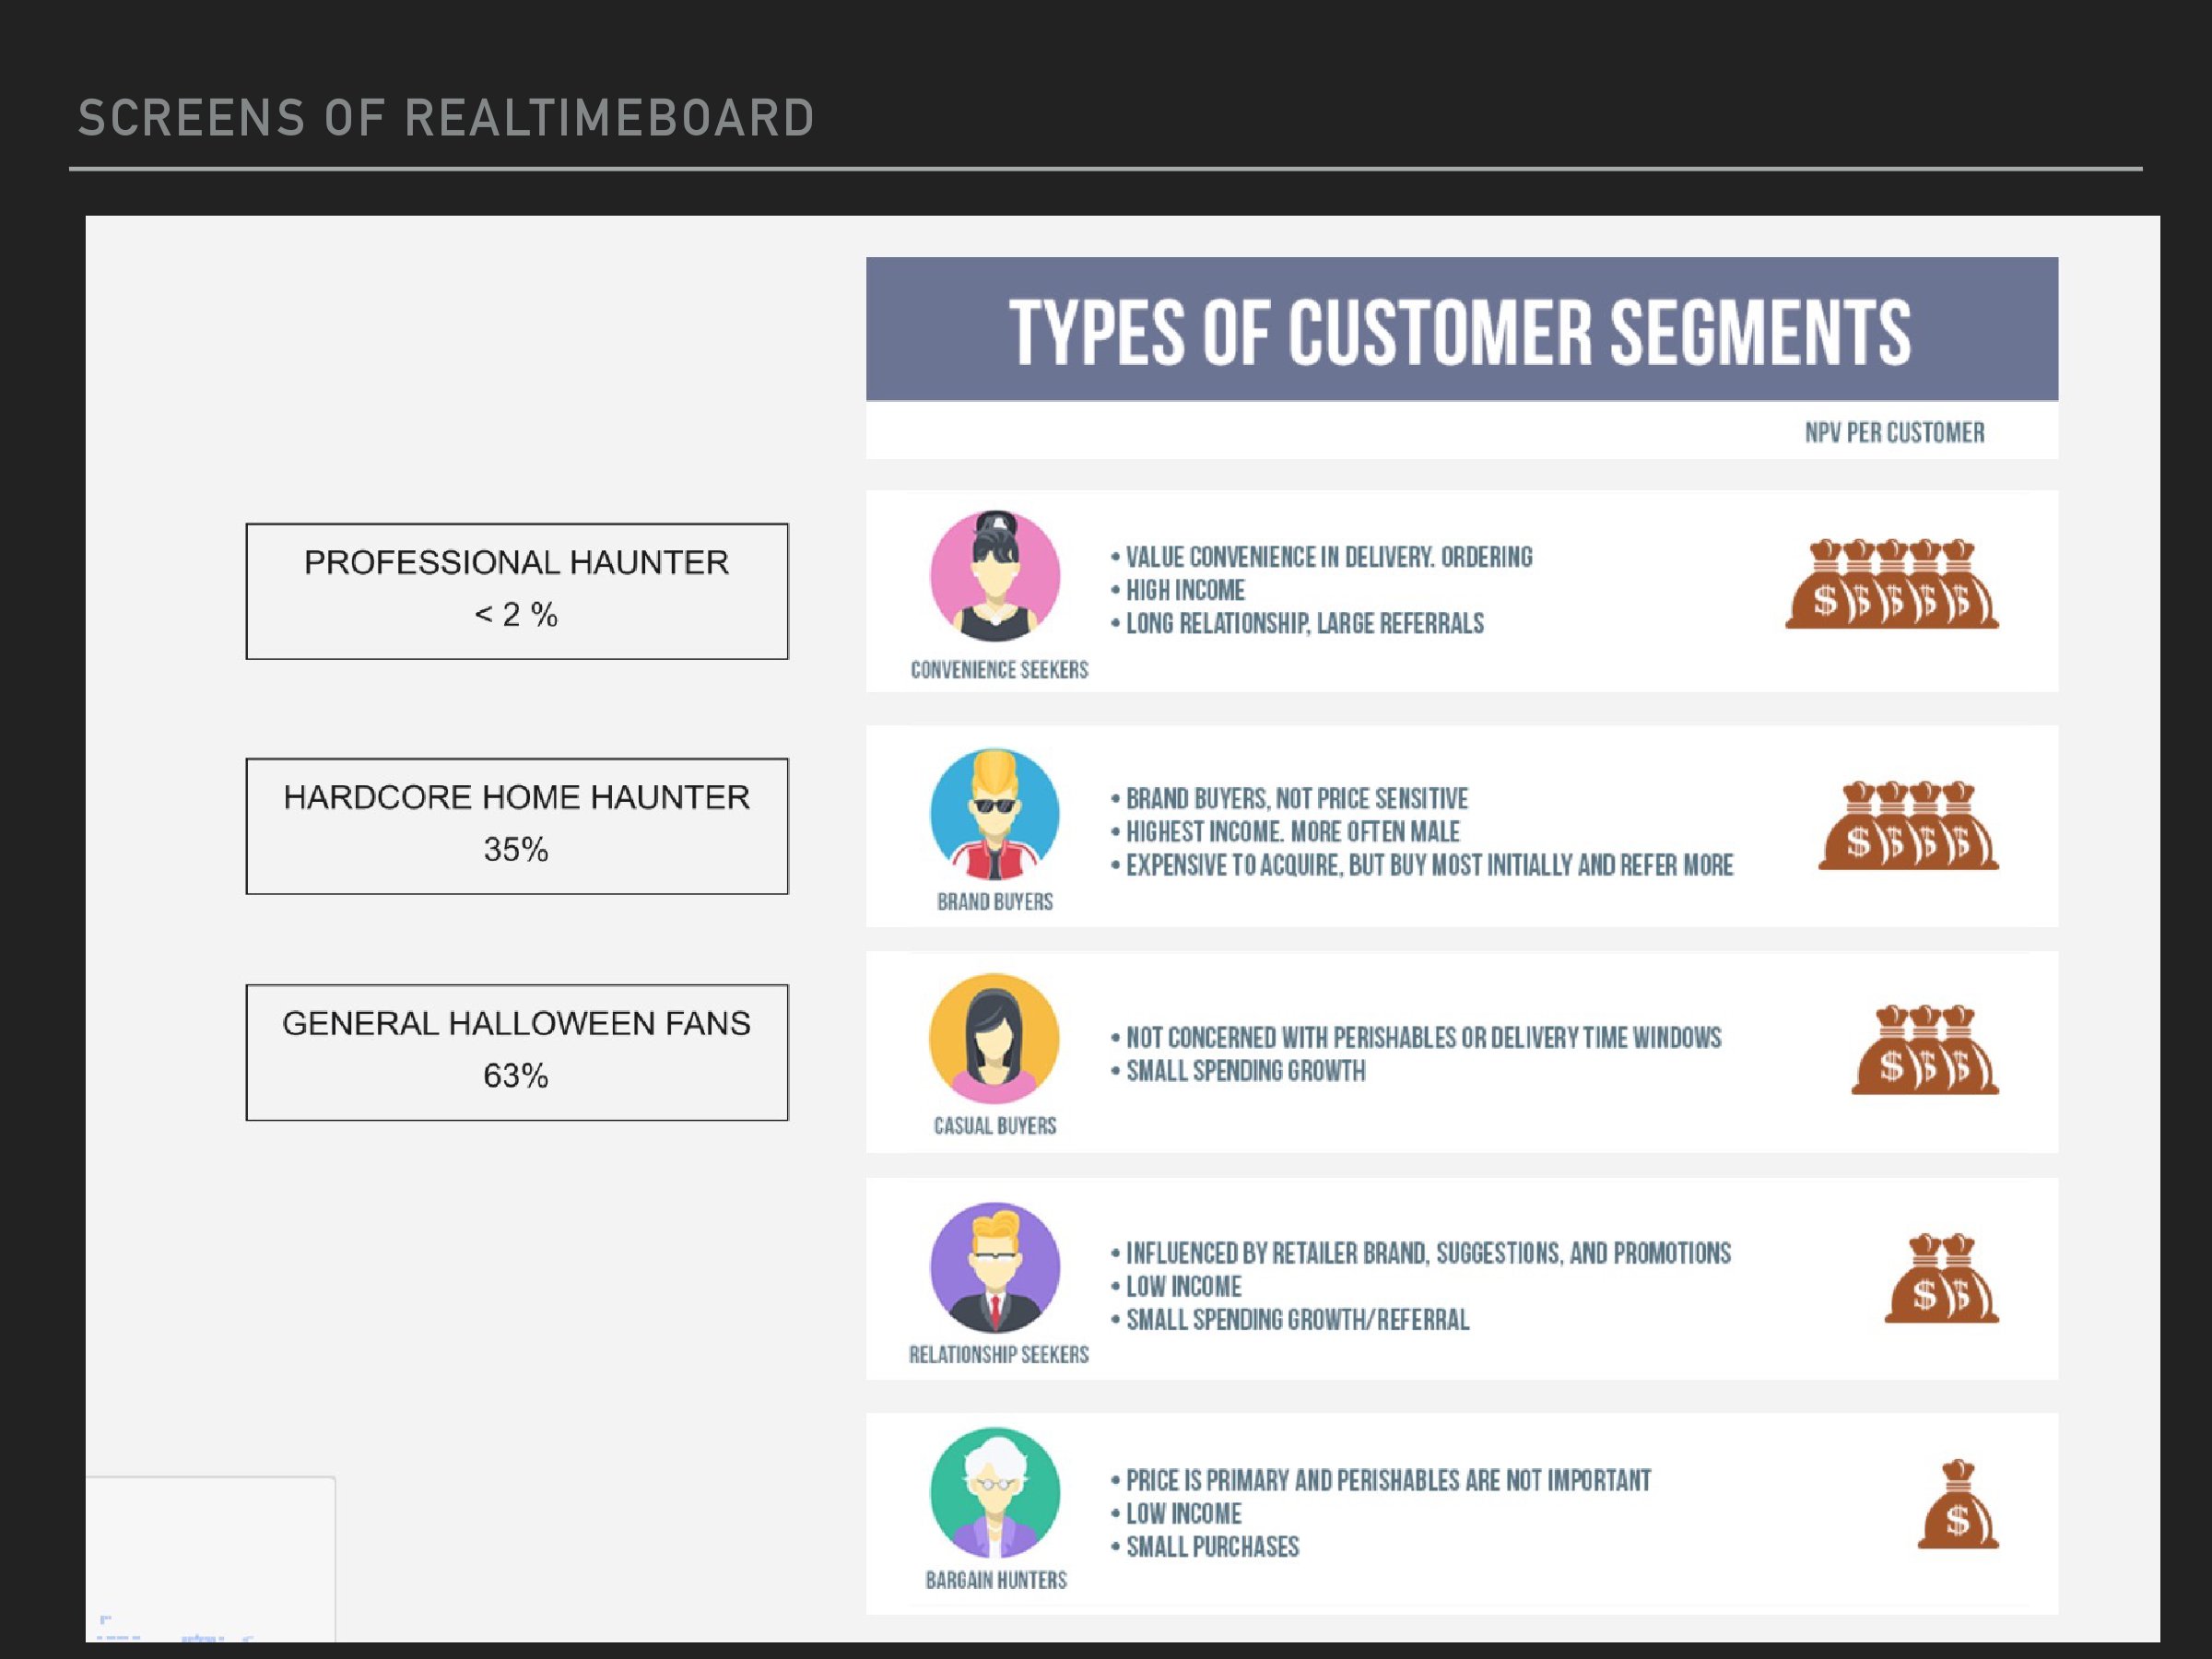 SCREENS OF REALTIMEBOARD
TYPES OF CUSTOMER SEGMENTS
NPV PER CUSTOMER
PROFESSIONAL HAUNTER
< 2 %
• VALUE CONVENIENCE IN DELIVERY. ORDERING
• HIGH INCOME
• LONG RELATIONSHIP, LARGE REFERRALS
CONVENIENCE SEEKERS
$ $ $ $ $
HARDCORE HOME HAUNTER
35%
• BRAND BUYERS, NOT PRICE SENSITIVE
• HIGHEST INCOME. MORE OFTEN MALE
• EXPENSIVE TO ACQUIRE, BUT BUY MOST INITIALLY AND REFER MORE
BRAND BUYERS
$ $ $ $
GENERAL HALLOWEEN FANS
63%
• NOT CONCERNED WITH PERISHABLES OR DELIVERY TIME WINDOWS
• SMALL SPENDING GROWTH
CASUAL BUYERS
$ $ $
• INFLUENCED BY RETAILER BRAND, SUGGESTIONS, AND PROMOTIONS
• LOW INCOME
• SMALL SPENDING GROWTH/REFERRAL
RELATIONSHIP SEEKERS
$ $
• PRICE IS PRIMARY AND PERISHABLES ARE NOT IMPORTANT
• LOW INCOME
• SMALL PURCHASES
BARGAIN HUNTERS
$